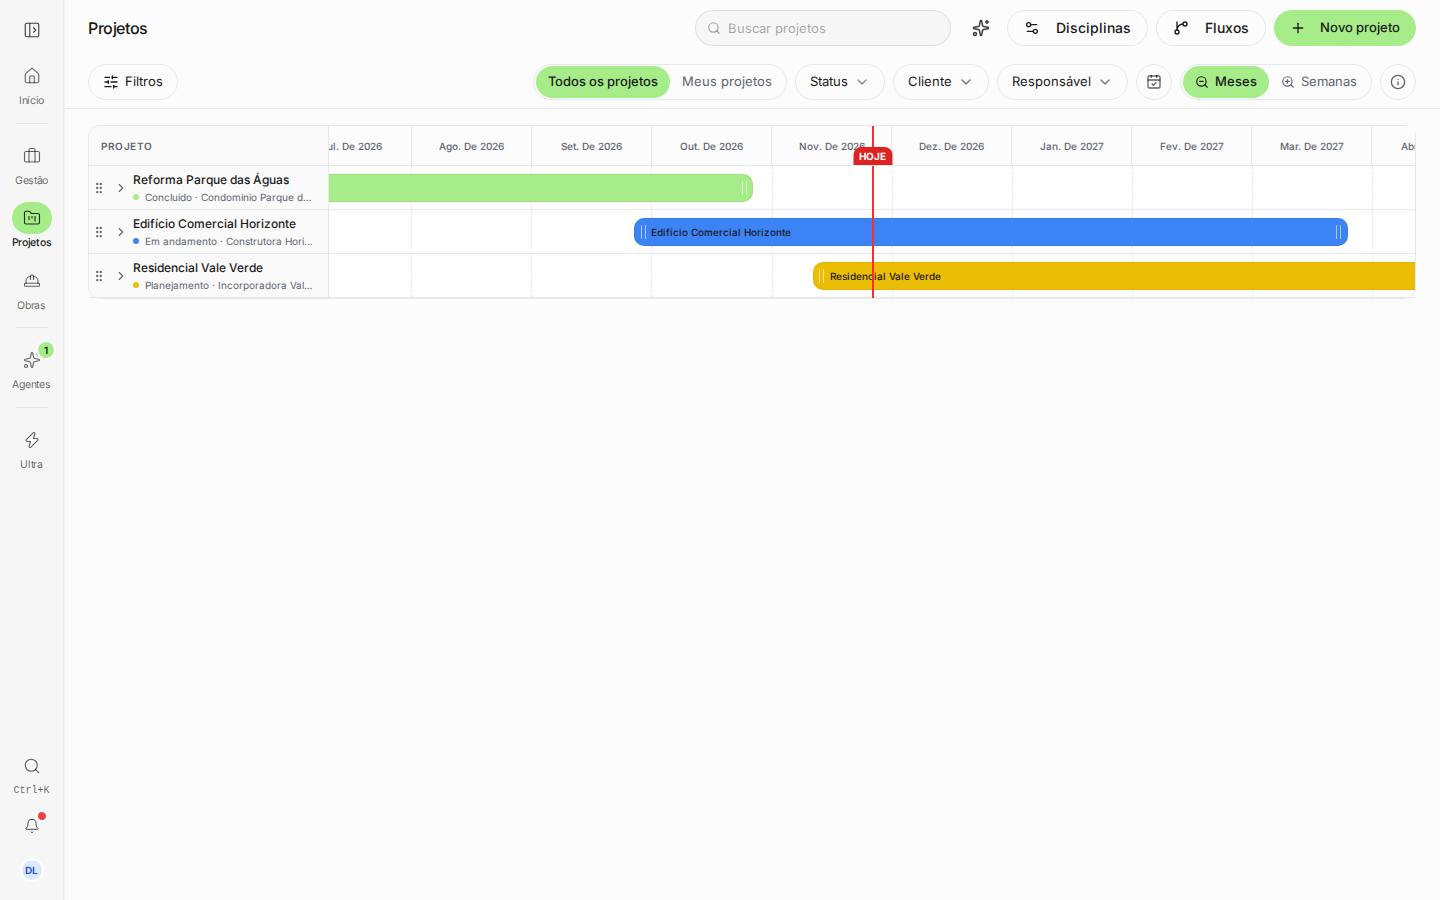 Projetos
Buscar projetos
Disciplinas
Fluxos
Novo projeto
Início
Gestão
Projetos
Obras
1
Agentes
Ultra
Ctrl+K
DL
Filtros
Todos os projetos
Meus projetos
Status
Cliente
Responsável
Meses
Semanas
PROJETO
ul. De 2026
Ago. De 2026
Set. De 2026
Out. De 2026
Nov. De 2026
Dez. De 2026
Jan. De 2027
Fev. De 2027
Mar. De 2027
Ab
HOJE
Reforma Parque das Águas
Concluído · Condomínio Parque d...
Edifício Comercial Horizonte
Em andamento · Construtora Hori...
Edifício Comercial Horizonte
Residencial Vale Verde
Planejamento · Incorporadora Val...
Residencial Vale Verde